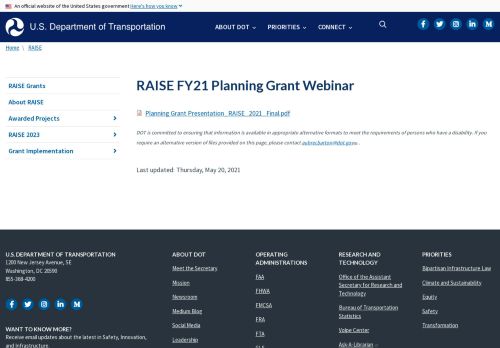 An official website of the United States government Here's how you know
U.S. Department of Transportation
ABOUT DOT
PRIORITIES
CONNECT
Home \ RAISE
RAISE Grants
About RAISE
Awarded Projects
RAISE 2023
Grant Implementation
RAISE FY21 Planning Grant Webinar
Planning Grant Presentation_RAISE_2021_Final.pdf
DOT is committed to ensuring that information is available in appropriate alternative formats to meet the requirements of persons who have a disability. If you
require an alternative version of files provided on this page, please contact
Last updated: Thursday, May 20, 2021
U.S. DEPARTMENT OF TRANSPORTATION
1200 New Jersey Avenue, SE
Washington, DC 20590
855-368-4200
WANT TO KNOW MORE?
Receive email updates about the latest in Safety, Innovation,
and Infrastructure.
ABOUT DOT
Meet the Secretary
Mission
Newsroom
Medium Blog
Social Media
Leadership
OPERATING
ADMINISTRATIONS
FAA
FHWA
FMCSA
FRA
FTA
RESEARCH AND
TECHNOLOGY
Office of the Assistant
Secretary for Research and
Technology
Bureau of Transportation
Statistics
Volpe Center
Ask-A-Librarian
PRIORITIES
Bipartisan Infrastructure Law
Climate and Sustainability
Equity
Safety
Transformation